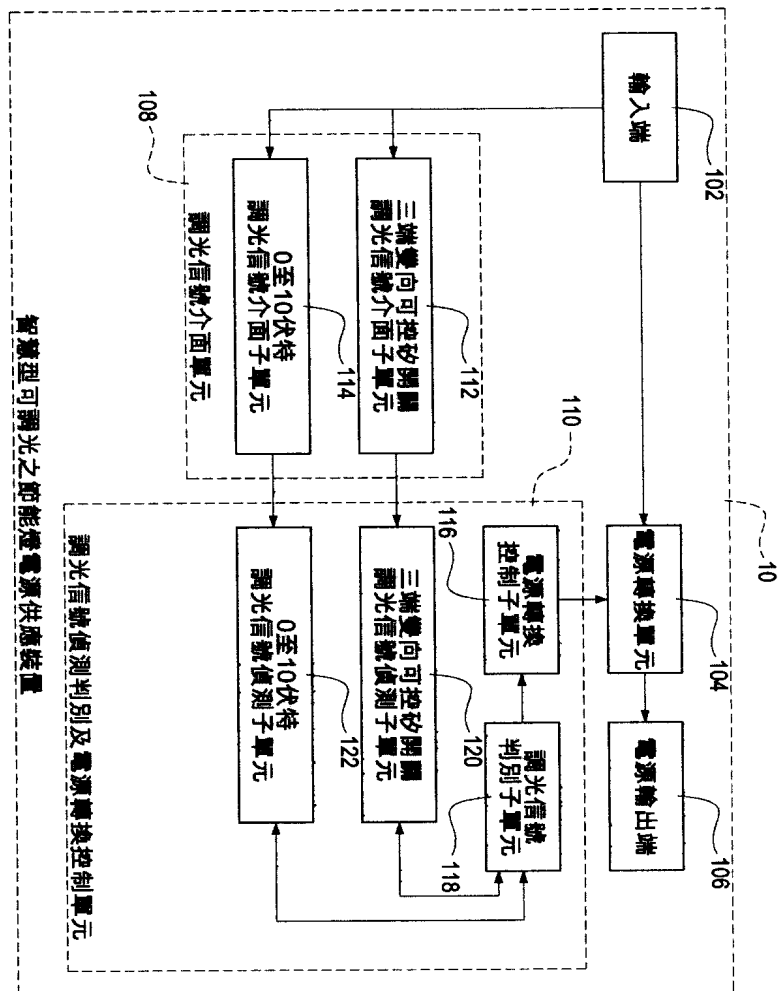 10
輸入端
102
電源轉換單元
104
電源輸出端
106
108
調光信號介面單元
三端雙向可控矽開關
調光信號介面子單元
112
0至10伏特
調光信號介面子單元
114
110
電源轉換
控制子單元
116
調光信號
判別子單元
118
三端雙向可控矽開關
調光信號偵測子單元
120
0至10伏特
調光信號偵測子單元
122
調光信號偵測判別及電源轉換控制單元
智慧型可調光之節能燈電源供應裝置